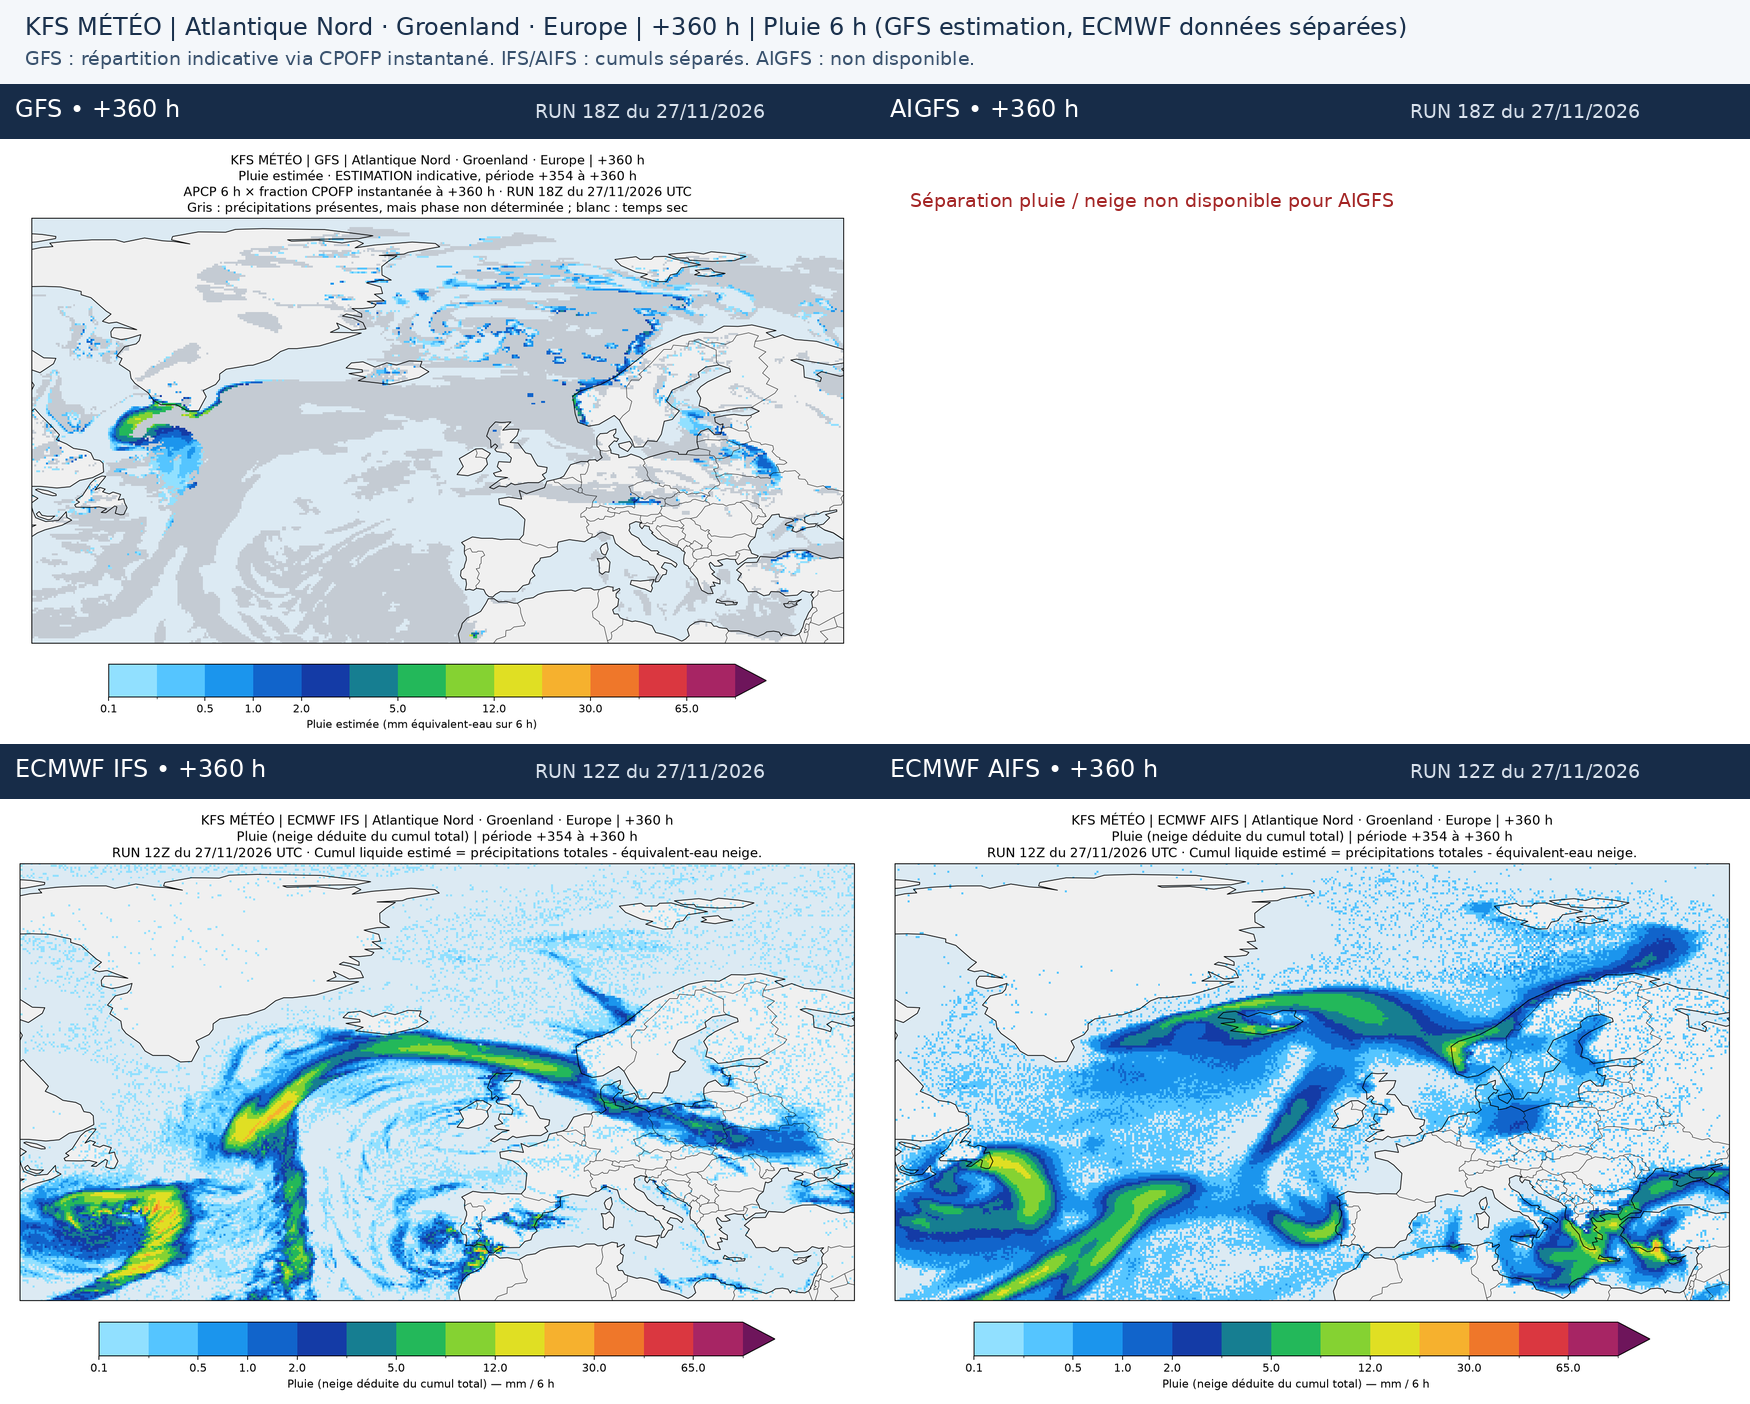 KFS MÉTÉO | Atlantique Nord · Groenland · Europe | +360 h | Pluie 6 h (GFS estimation, ECMWF données séparées)
GFS : répartition indicative via CPOFP instantané. IFS/AIFS : cumuls séparés. AIGFS : non disponible.
GFS • +360 h
RUN 18Z du 27/11/2026
AIGFS • +360 h
RUN 18Z du 27/11/2026
KFS MÉTÉO | GFS | Atlantique Nord · Groenland · Europe | +360 h
Pluie estimée · ESTIMATION indicative, période +354 à +360 h
APCP 6 h × fraction CPOFP instantanée à +360 h · RUN 18Z du 27/11/2026 UTC
Gris : précipitations présentes, mais phase non déterminée ; blanc : temps sec
Séparation pluie / neige non disponible pour AIGFS
0.1 0.5 1.0 2.0 5.0 12.0 30.0 65.0
Pluie estimée (mm équivalent-eau sur 6 h)
ECMWF IFS • +360 h
RUN 12Z du 27/11/2026
ECMWF AIFS • +360 h
RUN 12Z du 27/11/2026
KFS MÉTÉO | ECMWF IFS | Atlantique Nord · Groenland · Europe | +360 h
Pluie (neige déduite du cumul total) | période +354 à +360 h
RUN 12Z du 27/11/2026 UTC · Cumul liquide estimé = précipitations totales - équivalent-eau neige.
0.1 0.5 1.0 2.0 5.0 12.0 30.0 65.0
Pluie (neige déduite du cumul total) — mm / 6 h
KFS MÉTÉO | ECMWF AIFS | Atlantique Nord · Groenland · Europe | +360 h
Pluie (neige déduite du cumul total) | période +354 à +360 h
RUN 12Z du 27/11/2026 UTC · Cumul liquide estimé = précipitations totales - équivalent-eau neige.
0.1 0.5 1.0 2.0 5.0 12.0 30.0 65.0
Pluie (neige déduite du cumul total) — mm / 6 h